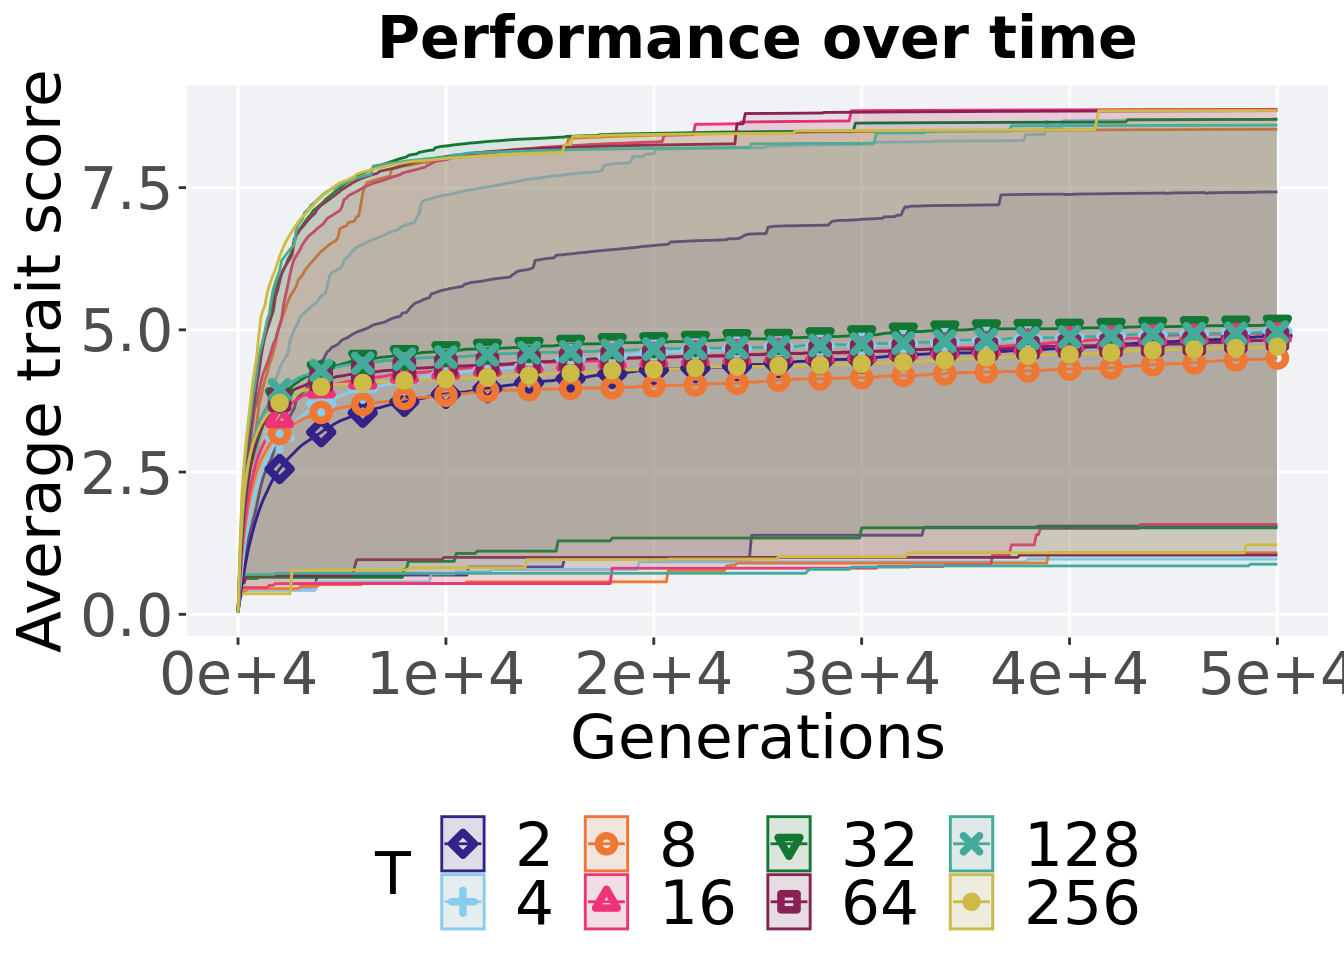 Performance over time
Average trait score
7.5
5.0
2.5
0.0
0e+4 1e+4 2e+4 3e+4 4e+4 5e+4
Generations
T
2 8 32 128
4 16 64 256